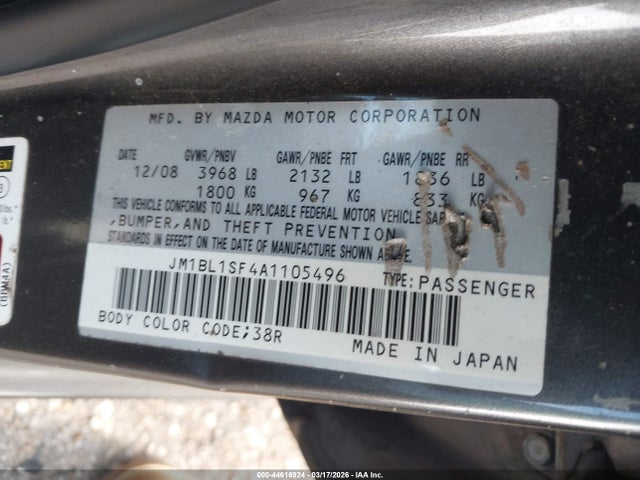 MFD. BY MAZDA MOTOR CORPORATION
DATE GVWR/PNBV GAWR/PNBE FRT GAWR/PNBE RR
12/08 3968 LB 2132 LB 1836 LB
1800 KG 967 KG 833 KG
THIS VEHICLE CONFORMS TO ALL APPLICABLE FEDERAL MOTOR VEHICLE
,BUMPER,AND THEFT PREVENTION
STANDARDS IN EFFECT ON THE DATE OF MANUFACTURE SHOWN ABOVE.
JM1BL1SF4A1105496 TYPE:PASSENGER
BODY COLOR CODE;38R
MADE IN JAPAN
000-44616924 - 03/17/2026 - IAA Inc.